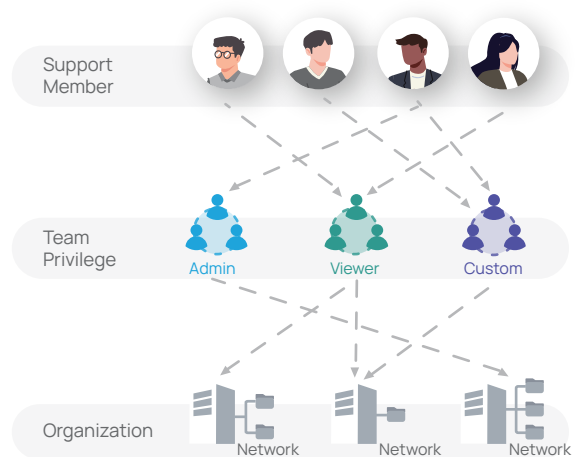 Support
Member
Team
Privilege
Admin
Viewer
Custom
Organization
Network
Network
Network